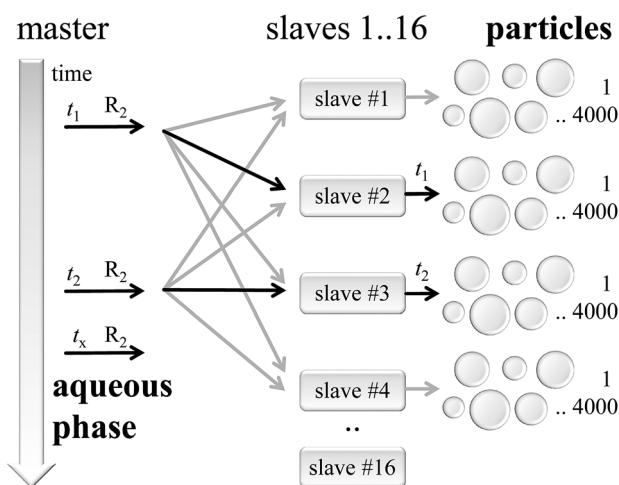 master
slaves 1..16
particles
time
t1 R2
slave #1
1
.. 4000
t1
slave #2
1
.. 4000
t2 R2
t2
slave #3
1
.. 4000
tx R2
aqueous
phase
slave #4
1
.. 4000
..
slave #16